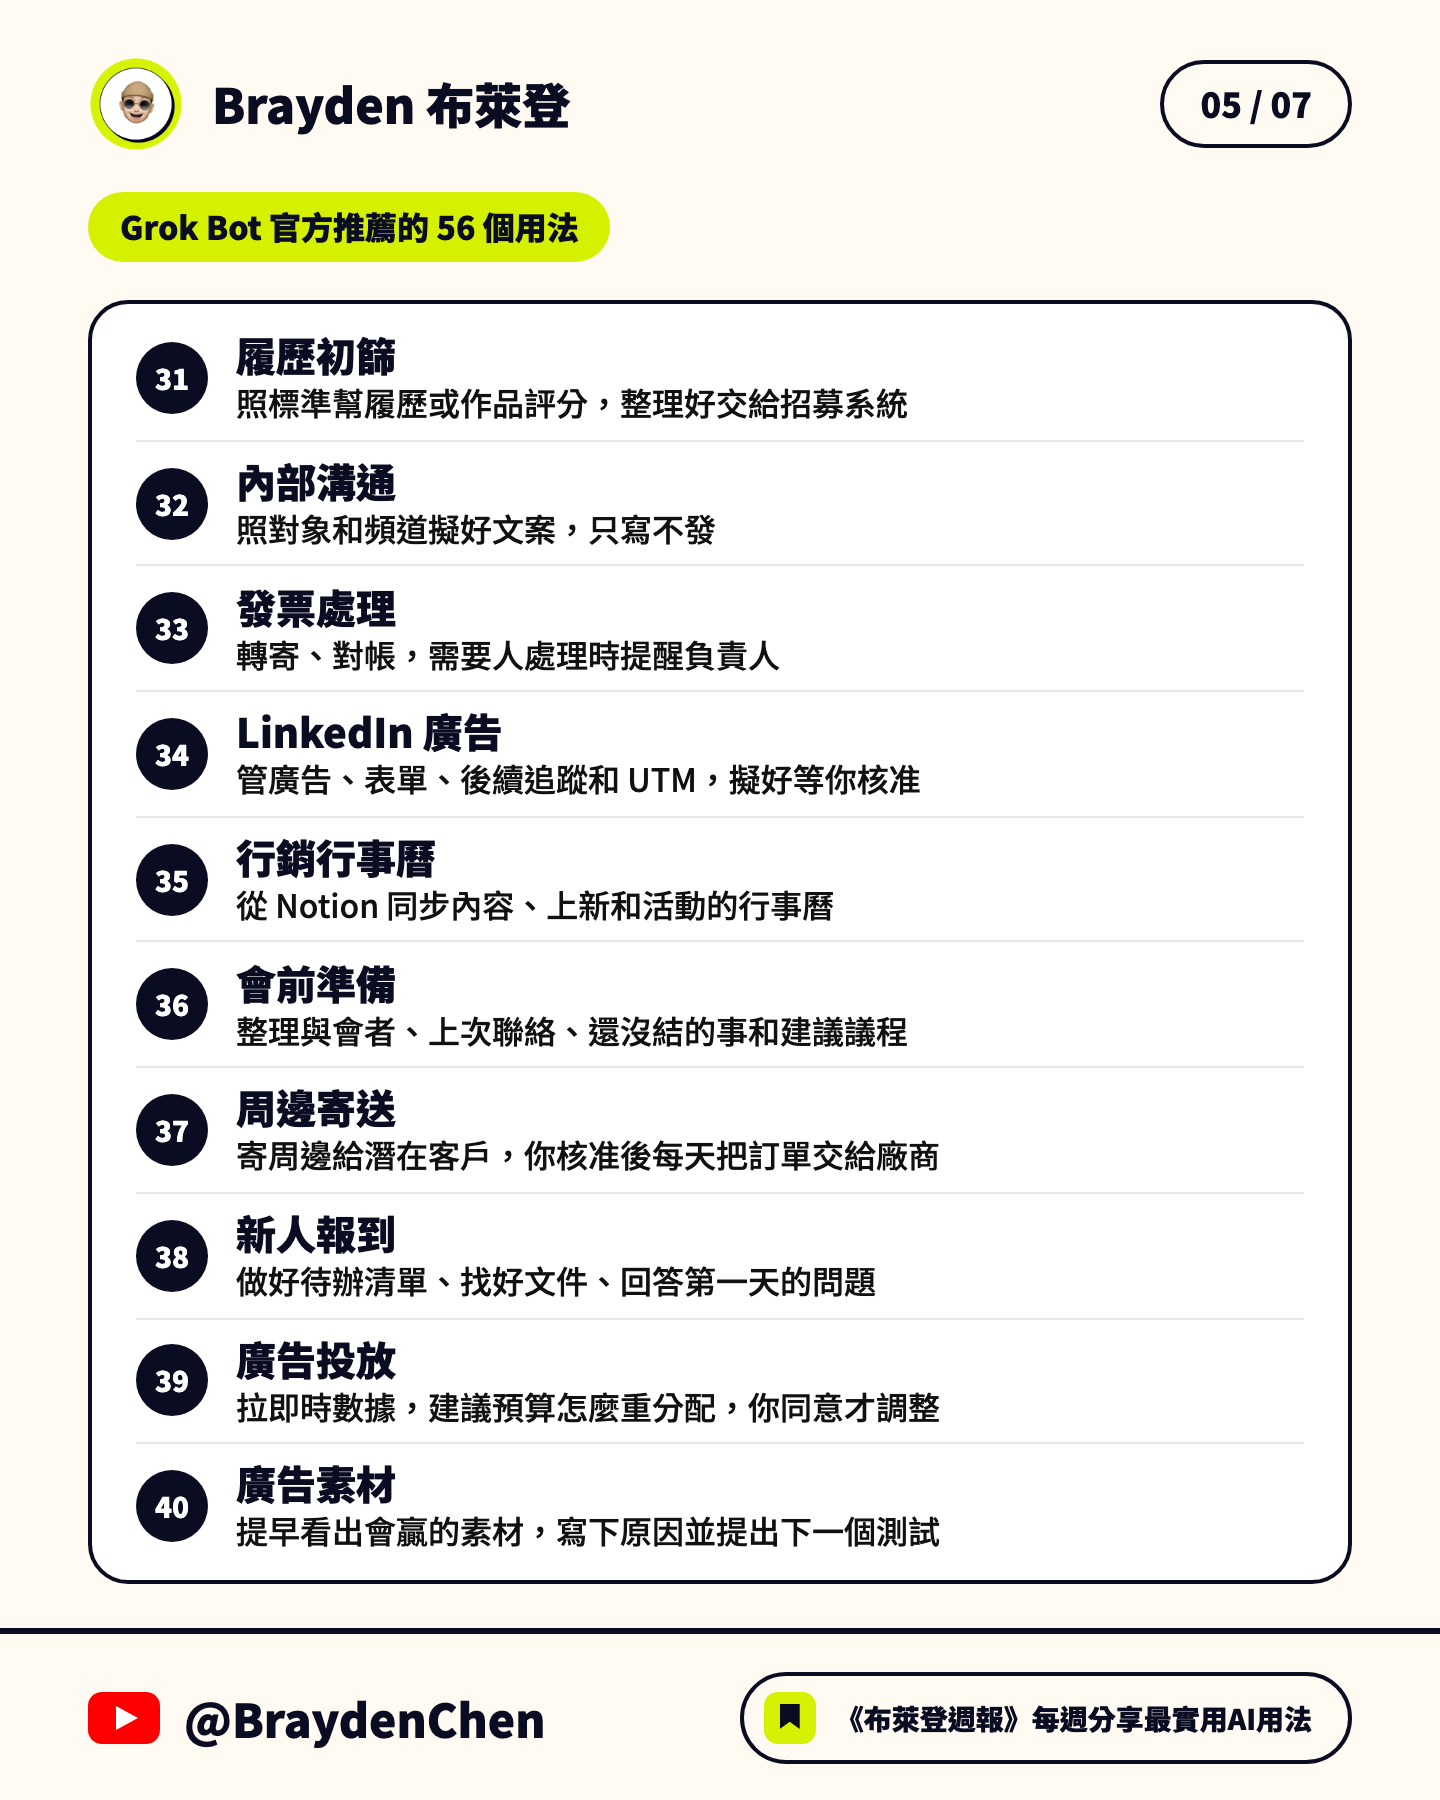 Brayden 布萊登
05 / 07
Grok Bot 官方推薦的 56 個用法
31
履歷初篩
照標準幫履歷或作品評分，整理好交給招募系統
32
內部溝通
照對象和頻道擬好文案，只寫不發
33
發票處理
轉寄、對帳，需要人處理時提醒負責人
34
LinkedIn 廣告
管廣告、表單、後續追蹤和 UTM，擬好等你核准
35
行銷行事曆
從 Notion 同步內容、上新和活動的行事曆
36
會前準備
整理與會者、上次聯絡、還沒結的事和建議議程
37
周邊寄送
寄周邊給潛在客戶，你核准後每天把訂單交給廠商
38
新人報到
做好待辦清單、找好文件、回答第一天的問題
39
廣告投放
拉即時數據，建議預算怎麼重分配，你同意才調整
40
廣告素材
提早看出會贏的素材，寫下原因並提出下一個測試
@BraydenChen
《布萊登週報》每週分享最實用AI用法